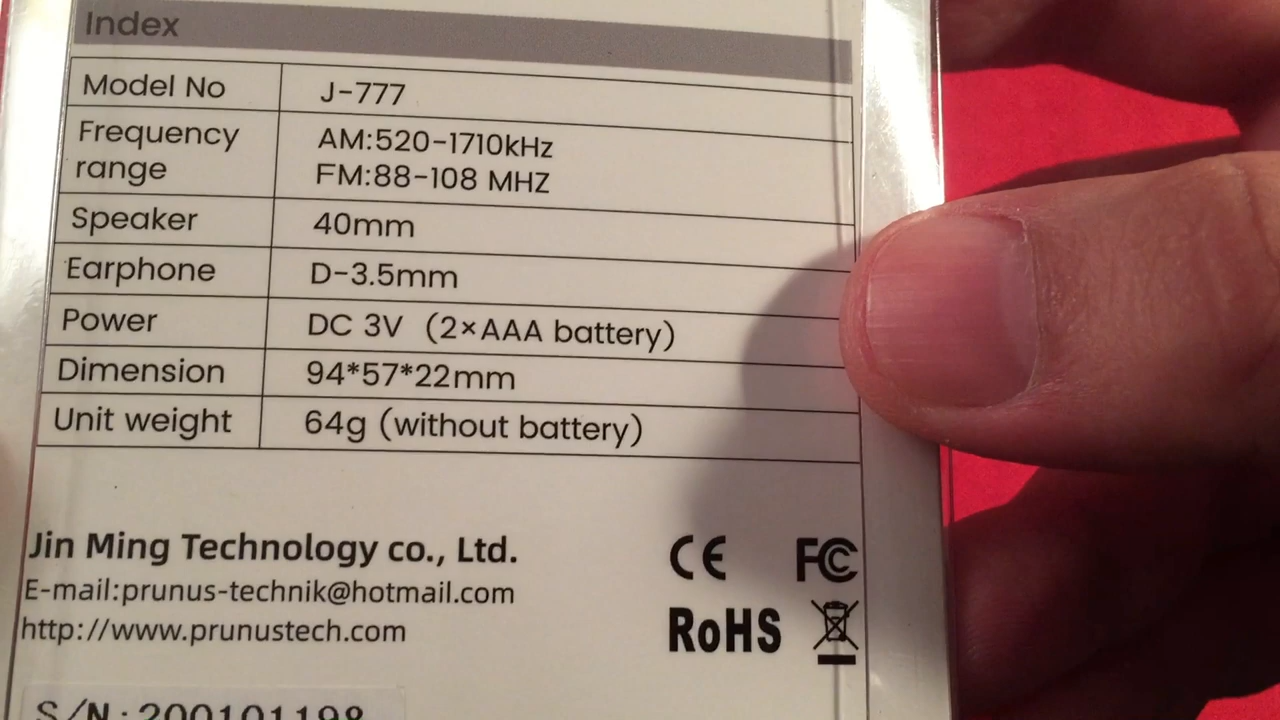 Index
Model No J-777
Frequency range AM:520-1710kHz
FM:88-108 MHZ
Speaker 40mm
Earphone D-3.5mm
Power DC 3V (2×AAA battery)
Dimension 94*57*22mm
Unit weight 64g (without battery)
Jin Ming Technology co., Ltd.
E-mail:prunus-technik@hotmail.com
http://www.prunustech.com
CE FC
RoHS
S/N:200101198